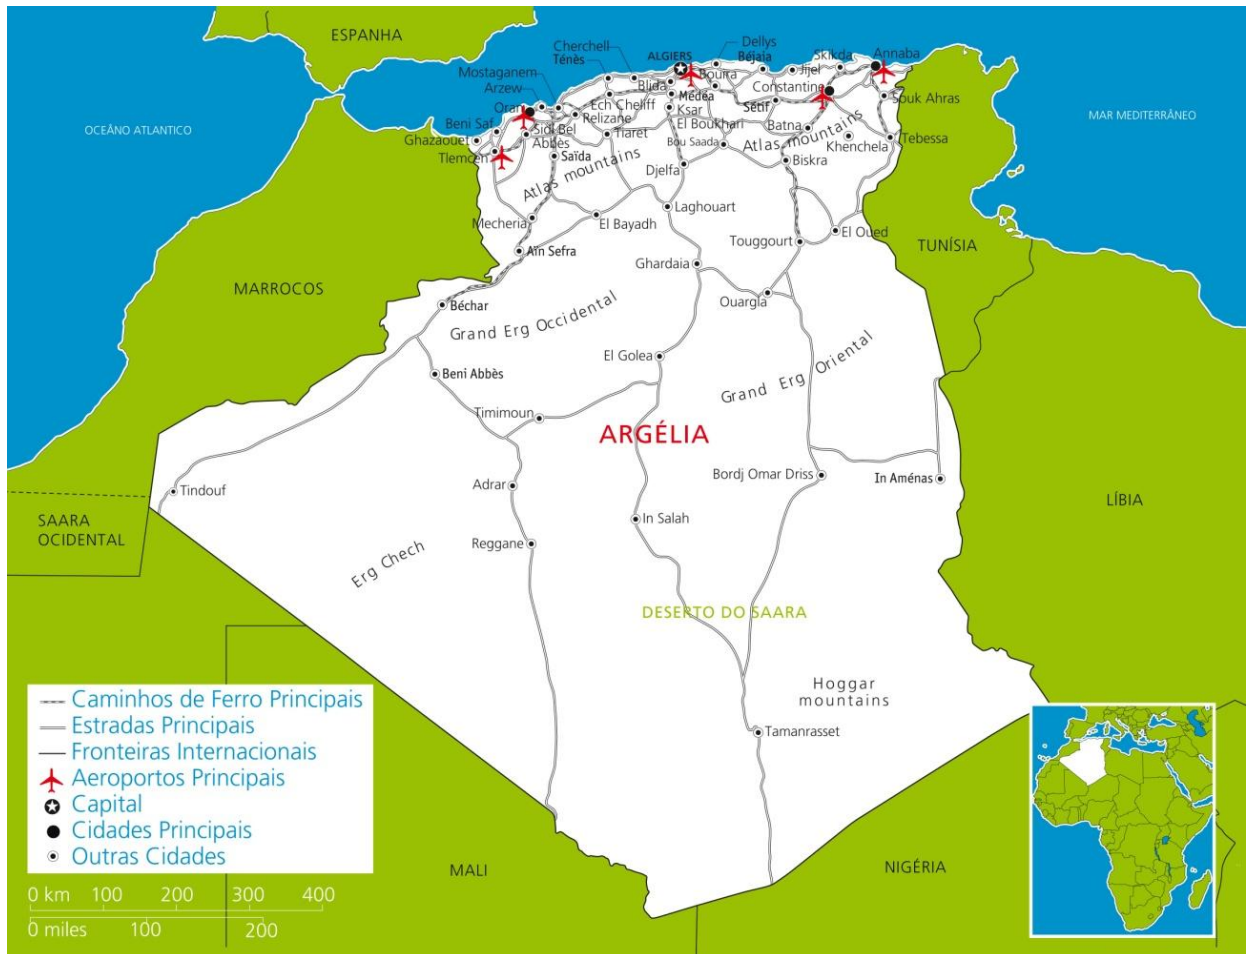 ESPANHA
OCEÂNO ATLANTICO
MAR MEDITERRÂNEO
Cherchell
Ténès
ALGIERS
Dellys
Béjaia
Skikda
Annaba
Mostaganem
Arzew
Oran
Blida
Bouira
Jijel
Constantine
Médéa
Ech Cheliff
Relizane
Ksar
El Boukhari
Sétif
Souk Ahras
Beni Saf
Ghazaouet
Tlemcen
Sidi Bel
Abbès
Tiaret
Saïda
Bou Saada
Batna
Atlas mountains
Khenchela
Tebessa
Atlas mountains
Djelfa
Biskra
Mecheria
El Bayadh
Laghouart
Touggourt
El Oued
TUNÍSIA
Aïn Sefra
Ghardaia
MARROCOS
Béchar
Ouargla
Grand Erg Occidental
El Golea
Grand Erg Oriental
Beni Abbès
Timimoun
ARGÉLIA
Tindouf
Adrar
Bordj Omar Driss
In Aménas
LÍBIA
SAARA
OCIDENTAL
In Salah
Reggane
Erg Chech
DESERTO DO SAARA
Hoggar
mountains
Tamanrasset
Caminhos de Ferro Principais
Estradas Principais
Fronteiras Internacionais
Aeroportos Principais
Capital
Cidades Principais
Outras Cidades
MALI
NIGÉRIA
0 km 100 200 300 400
0 miles 100 200